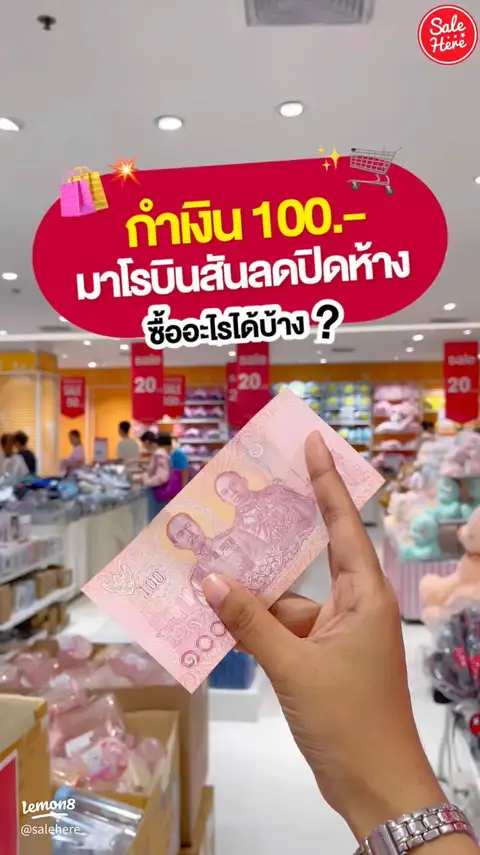 Sale
Here
กำเงิน 100.-
มาโรบินสันลดปิดห้าง
ซื้ออะไรได้บ้าง ?
sale
20.-
sale
20.-
sale
20.-
100
๑๐๐
Lemon8
@salehere